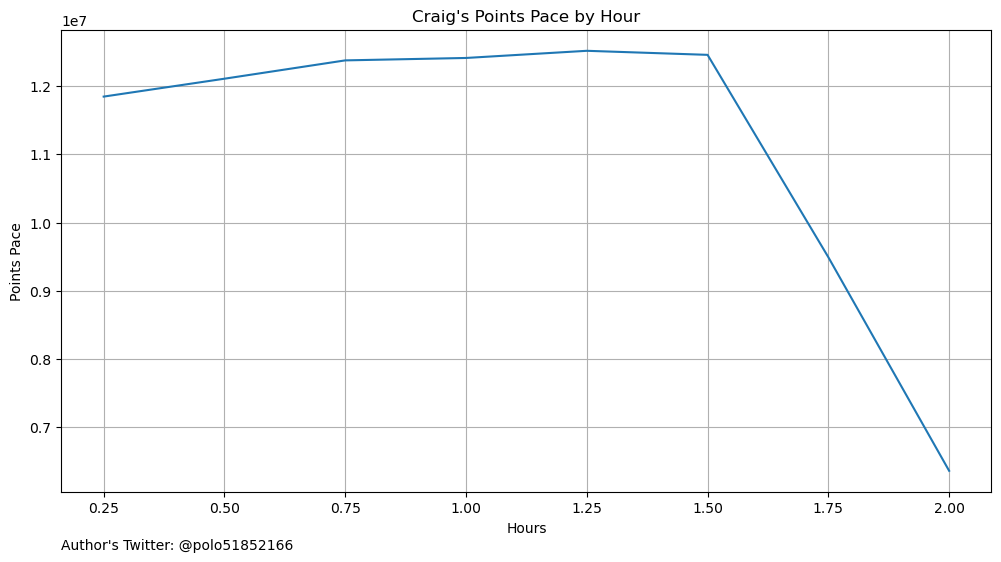 Craig's Points Pace by Hour
1e7
1.2
1.1
1.0
0.9
0.8
0.7
Points Pace
0.25 0.50 0.75 1.00 1.25 1.50 1.75 2.00
Hours
Author's Twitter: @polo51852166